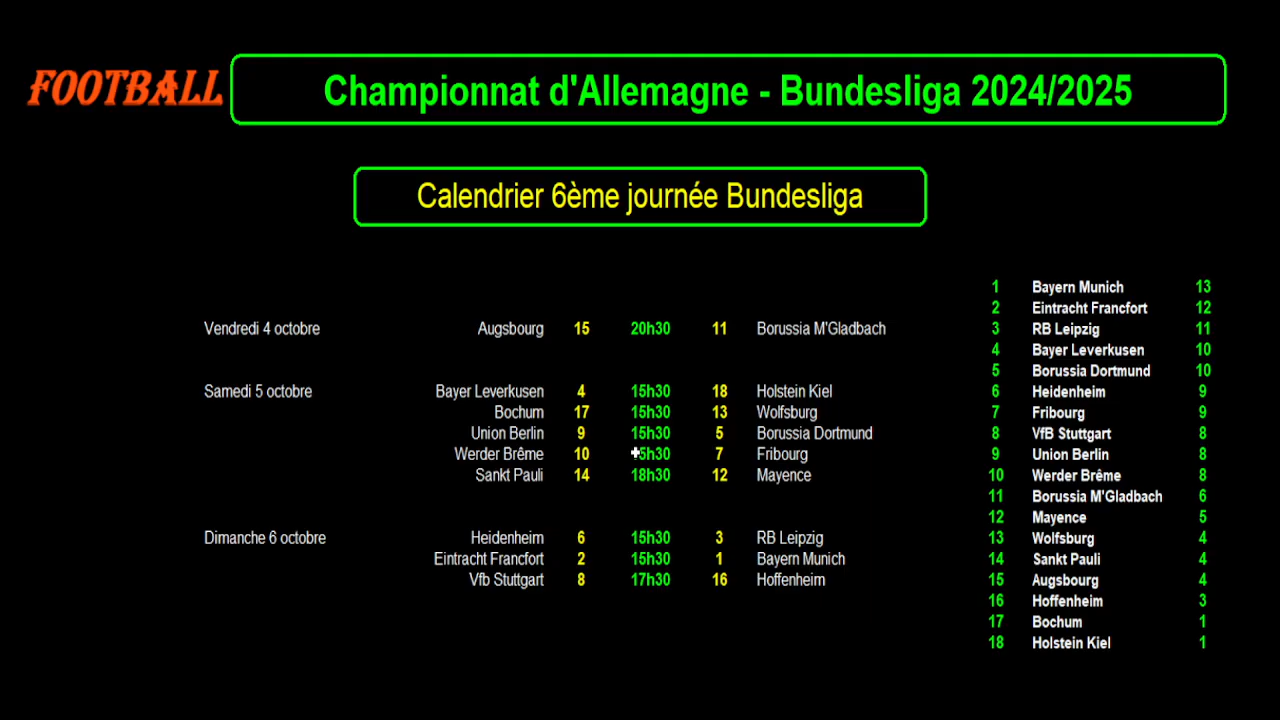 FOOTBALL
Championnat d'Allemagne - Bundesliga 2024/2025
Calendrier 6ème journée Bundesliga
Vendredi 4 octobre Augsbourg 15 20h30 11 Borussia M'Gladbach
Samedi 5 octobre Bayer Leverkusen 4 15h30 18 Holstein Kiel
Bochum 17 15h30 13 Wolfsburg
Union Berlin 9 15h30 5 Borussia Dortmund
Werder Brême 10 15h30 7 Fribourg
Sankt Pauli 14 18h30 12 Mayence
Dimanche 6 octobre Heidenheim 6 15h30 3 RB Leipzig
Eintracht Francfort 2 15h30 1 Bayern Munich
Vfb Stuttgart 8 17h30 16 Hoffenheim
1 Bayern Munich 13
2 Eintracht Francfort 12
3 RB Leipzig 11
4 Bayer Leverkusen 10
5 Borussia Dortmund 10
6 Heidenheim 9
7 Fribourg 9
8 VfB Stuttgart 8
9 Union Berlin 8
10 Werder Brême 8
11 Borussia M'Gladbach 6
12 Mayence 5
13 Wolfsburg 4
14 Sankt Pauli 4
15 Augsbourg 4
16 Hoffenheim 3
17 Bochum 1
18 Holstein Kiel 1